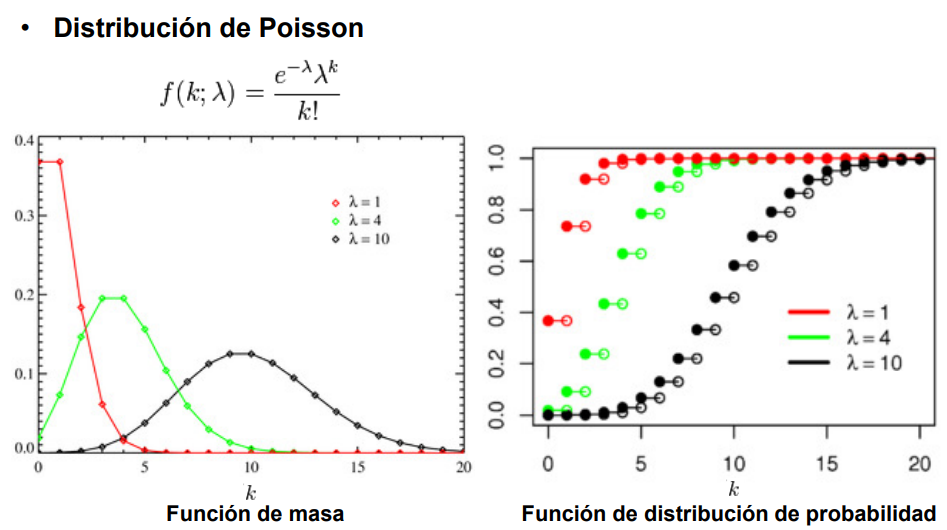 • Distribución de Poisson
f(k; λ) = e^{-λ} λ^k / k!
0.4
0.3
0.2
0.1
0.0
0 5 10 15 20
k
λ = 1
λ = 4
λ = 10
Función de masa
1.0
0.8
0.6
0.4
0.2
0.0
0 5 10 15 20
k
λ = 1
λ = 4
λ = 10
Función de distribución de probabilidad